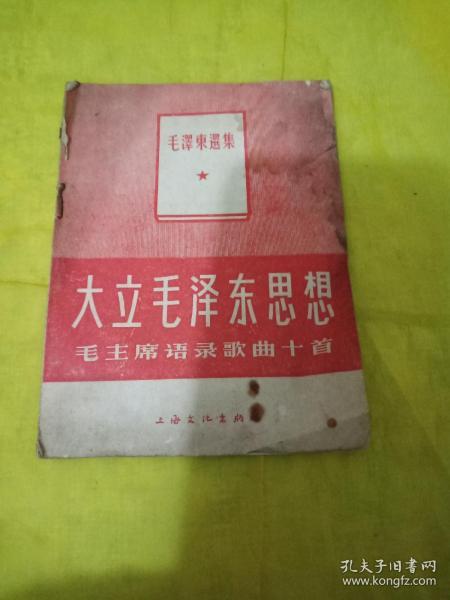 毛澤東選集
大立毛泽东思想
毛主席语录歌曲十首
上海文化出版
孔夫子旧书网
www.kongfz.com